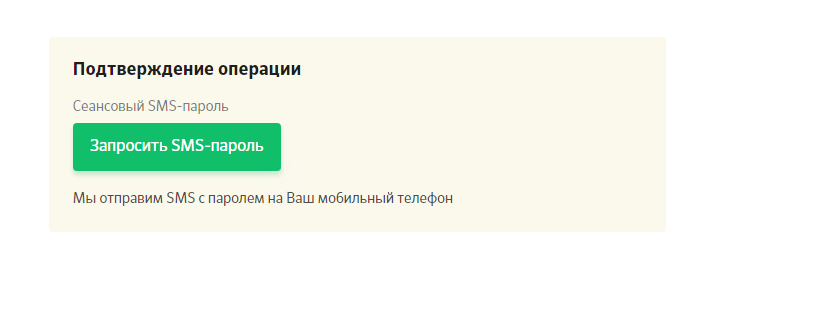 Подтверждение операции
Сеансовый SMS-пароль
Запросить SMS-пароль
Мы отправим SMS с паролем на Ваш мобильный телефон